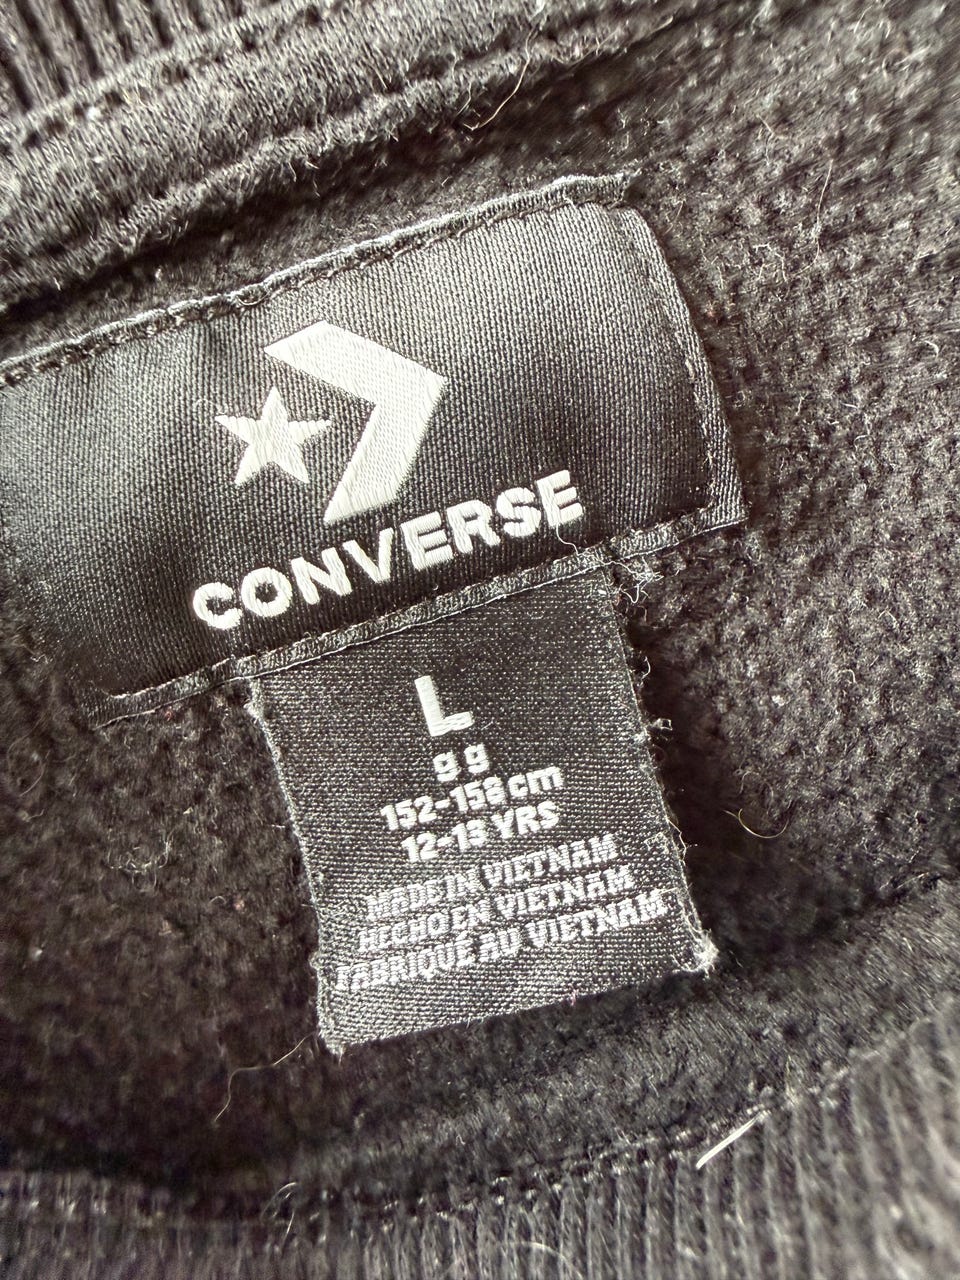 CONVERSE
L
g g
152-158 cm
12-13 YRS
MADE IN VIETNAM
HECHO EN VIETNAM
FABRIQUÉ AU VIETNAM